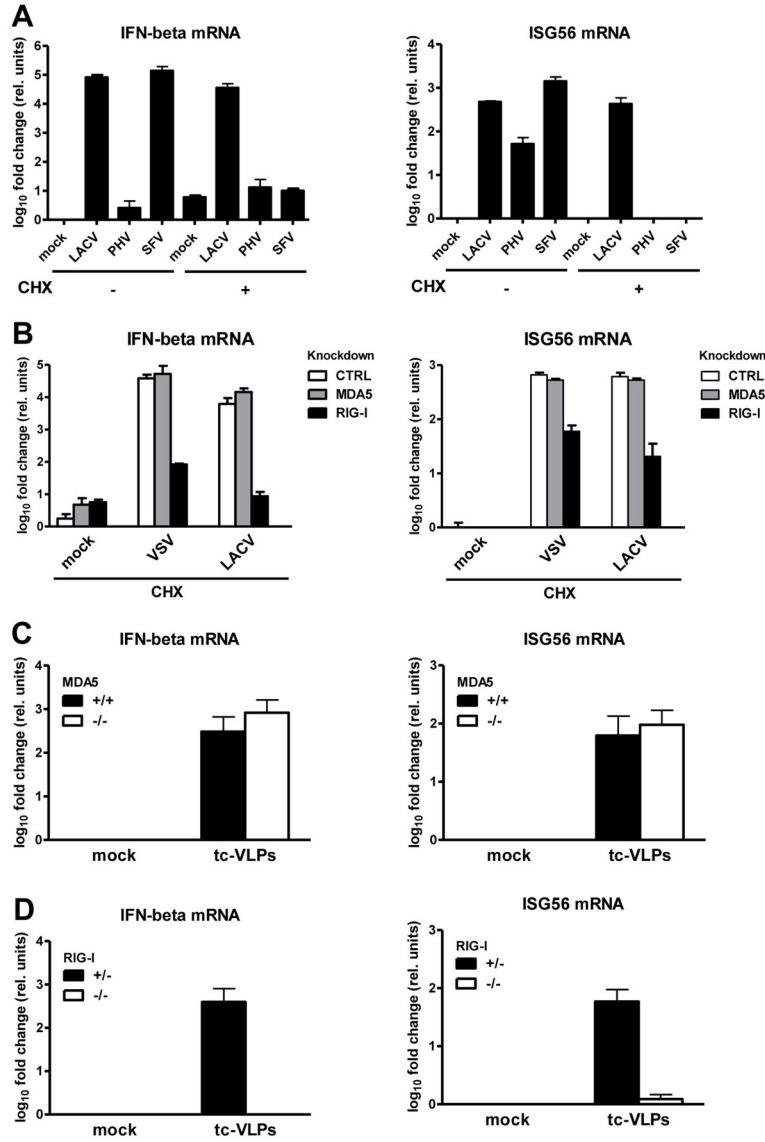 A
IFN-beta mRNA
log10 fold change (rel. units)
6
5
4
3
2
1
0
mock
LACV
PHV
SFV
mock
LACV
PHV
SFV
CHX
-
+
ISG56 mRNA
log10 fold change (rel. units)
4
3
2
1
0
mock
LACV
PHV
SFV
mock
LACV
PHV
SFV
CHX
-
+
B
IFN-beta mRNA
log10 fold change (rel. units)
5
4
3
2
1
0
mock
VSV
LACV
CHX
Knockdown
CTRL
MDA5
RIG-I
ISG56 mRNA
log10 fold change (rel. units)
3
2
1
0
mock
VSV
LACV
CHX
Knockdown
CTRL
MDA5
RIG-I
C
IFN-beta mRNA
log10 fold change (rel. units)
4
3
2
1
0
MDA5
+/+
-/-
mock
tc-VLPs
ISG56 mRNA
log10 fold change (rel. units)
3
2
1
0
MDA5
+/+
-/-
mock
tc-VLPs
D
IFN-beta mRNA
log10 fold change (rel. units)
4
3
2
1
0
RIG-I
+/-
-/-
mock
tc-VLPs
ISG56 mRNA
log10 fold change (rel. units)
3
2
1
0
RIG-I
+/-
-/-
mock
tc-VLPs